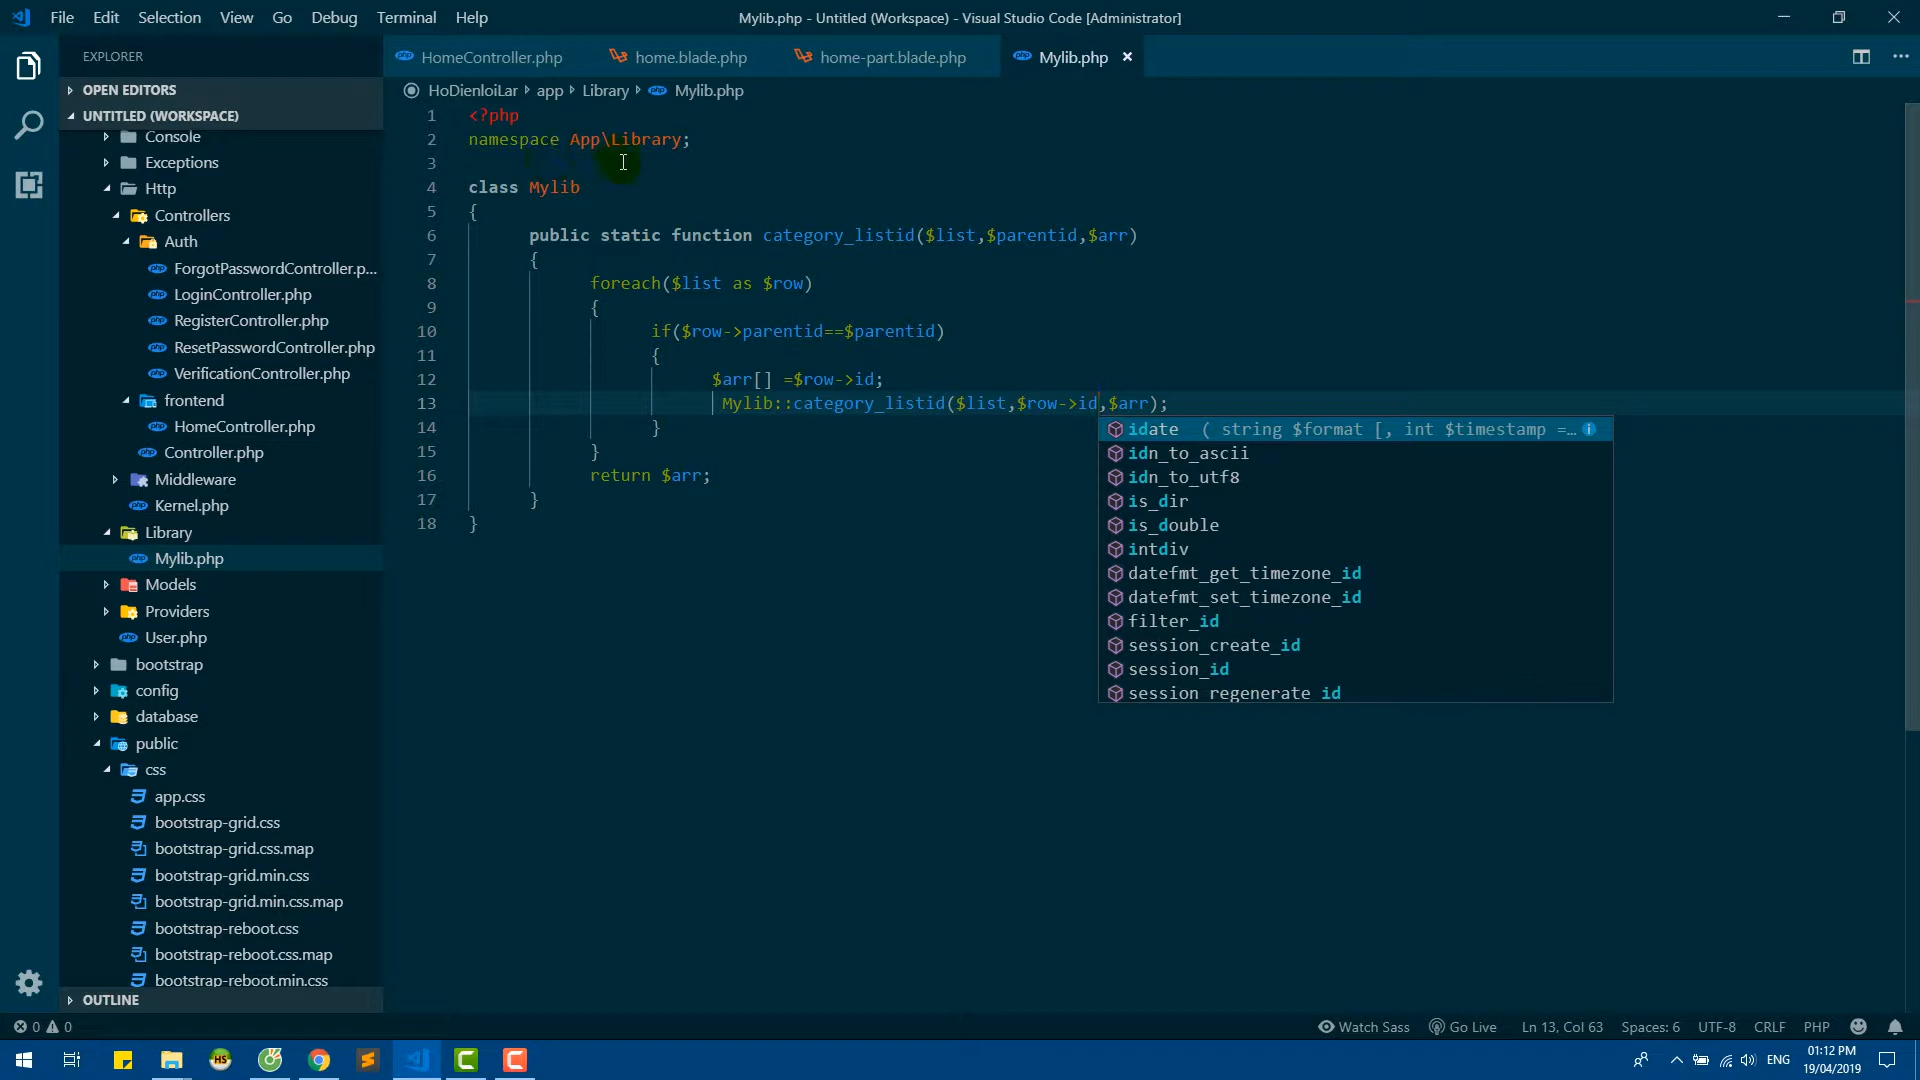 File Edit Selection View Go Debug Terminal Help
Mylib.php - Untitled (Workspace) - Visual Studio Code [Administrator]
EXPLORER
OPEN EDITORS
UNTITLED (WORKSPACE)
Console
Exceptions
Http
Controllers
Auth
ForgotPasswordController.p...
LoginController.php
RegisterController.php
ResetPasswordController.php
VerificationController.php
frontend
HomeController.php
Controller.php
Middleware
Kernel.php
Library
Mylib.php
Models
Providers
User.php
bootstrap
config
database
public
css
app.css
bootstrap-grid.css
bootstrap-grid.css.map
bootstrap-grid.min.css
bootstrap-grid.min.css.map
bootstrap-reboot.css
bootstrap-reboot.css.map
bootstrap-reboot.min.css
OUTLINE
HomeController.php home.blade.php home-part.blade.php Mylib.php
HoDienloiLar app Library Mylib.php
1 <?php
2 namespace App\Library;
3
4 class Mylib
5 {
6 public static function category_listid($list,$parentid,$arr)
7 {
8 foreach($list as $row)
9 {
10 if($row->parentid==$parentid)
11 {
12 $arr[] =$row->id;
13 Mylib::category_listid($list,$row->id,$arr);
14 }
15 }
16 return $arr;
17 }
18 }
idate ( string $format [, int $timestamp =...
idn_to_ascii
idn_to_utf8
is_dir
is_double
intdiv
datefmt_get_timezone_id
datefmt_set_timezone_id
filter_id
session_create_id
session_id
session_regenerate_id
0 0
Watch Sass Go Live Ln 13, Col 63 Spaces: 6 UTF-8 CRLF PHP
HS
ENG
01:12 PM
19/04/2019